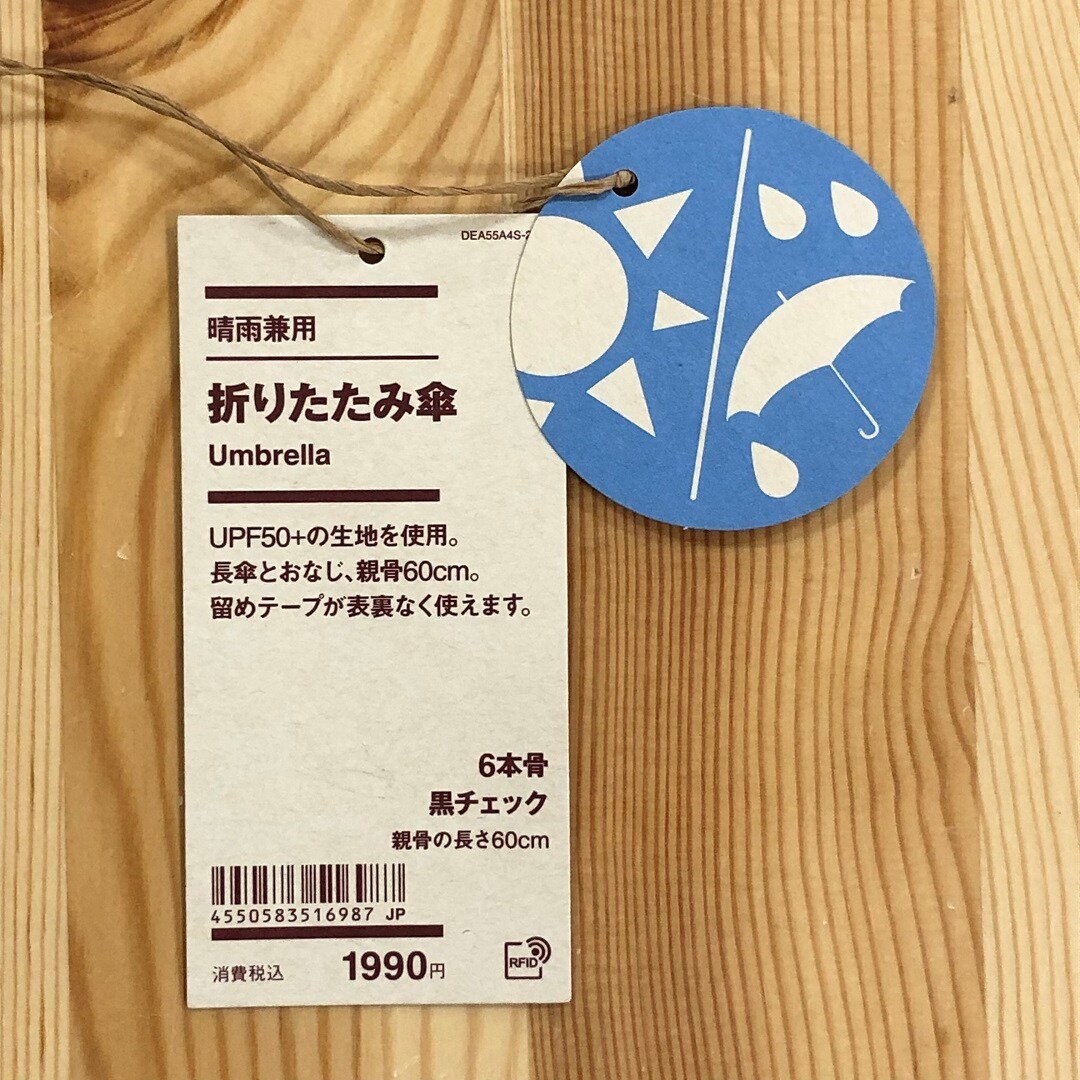 DEA55A4S-2
晴雨兼用
折りたたみ傘
Umbrella
UPF50+の生地を使用。
長傘とおなじ、親骨60cm。
留めテープが表裏なく使えます。
6本骨
黒チェック
親骨の長さ60cm
4550583516987 JP
消費税込 1990円
RFID